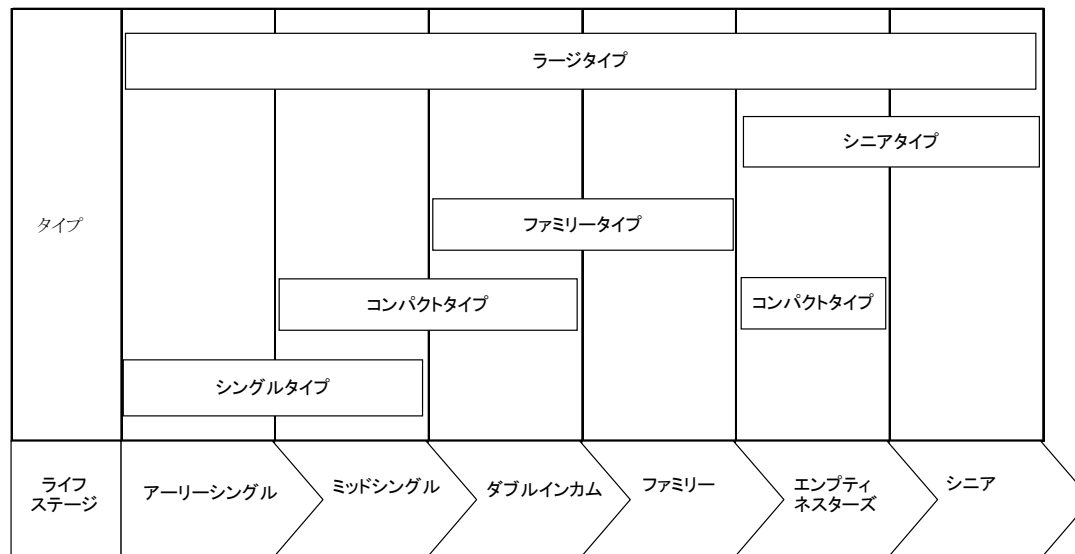 ラージタイプ
シニアタイプ
タイプ
ファミリータイプ
コンパクトタイプ
コンパクトタイプ
シングルタイプ
ライフ
ステージ
アーリーシングル
ミッドシングル
ダブルインカム
ファミリー
エンプティ
ネスターズ
シニア